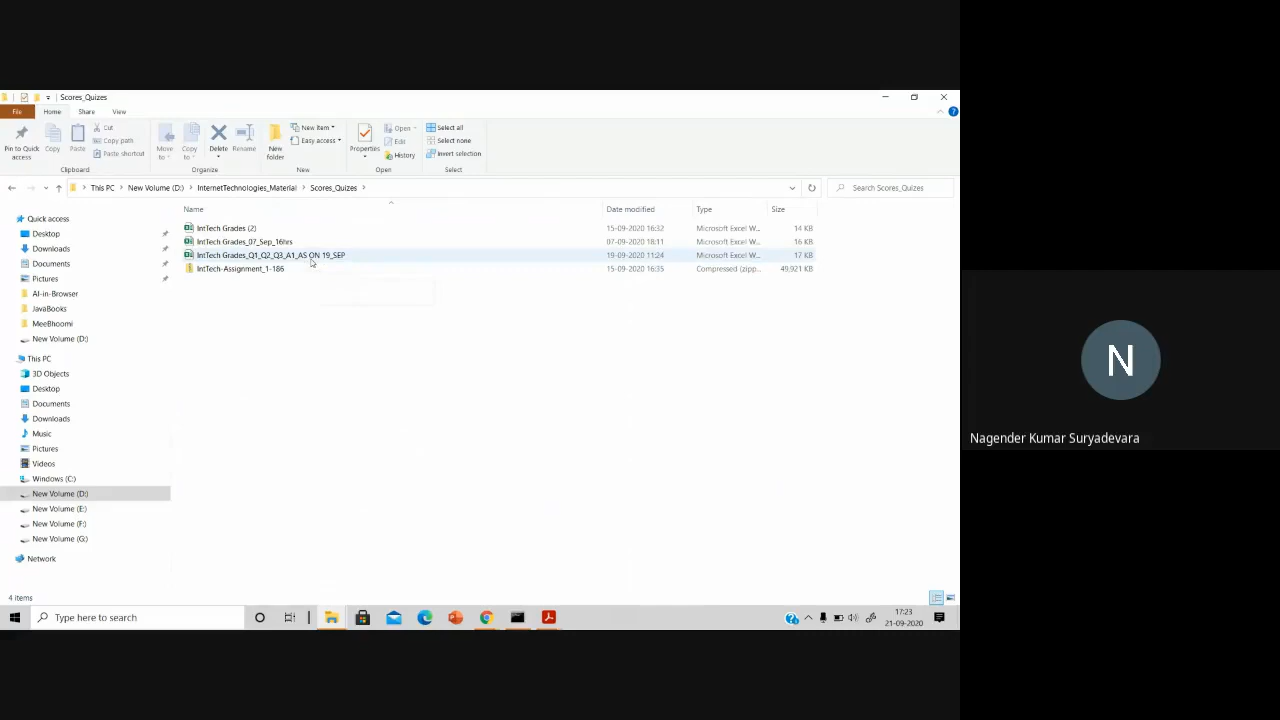 Scores_Quizes
File Home Share View
Pin to Quick access
Copy
Paste
Cut
Copy path
Paste shortcut
Clipboard
Move to
Copy to
Delete
Rename
Organize
New folder
New item
Easy access
New
Properties
Open
Edit
History
Open
Select all
Select none
Invert selection
Select
This PC New Volume (D:) InternetTechnologies_Material Scores_Quizes
Search Scores_Quizes
Name Date modified Type Size
IntTech Grades (2) 15-09-2020 16:32 Microsoft Excel W... 14 KB
IntTech Grades_07_Sep_16hrs 07-09-2020 18:11 Microsoft Excel W... 16 KB
IntTech Grades_Q1_Q2_Q3_A1_AS ON 19_SEP 19-09-2020 11:24 Microsoft Excel W... 17 KB
IntTech-Assignment_1-186 15-09-2020 16:35 Compressed (zipp... 49,921 KB
Quick access
Desktop
Downloads
Documents
Pictures
AI-in-Browser
JavaBooks
MeeBhoomi
New Volume (D:)
This PC
3D Objects
Desktop
Documents
Downloads
Music
Pictures
Videos
Windows (C:)
New Volume (D:)
New Volume (E:)
New Volume (F:)
New Volume (G:)
Network
4 items
Type here to search
17:23
21-09-2020
N
Nagender Kumar Suryadevara